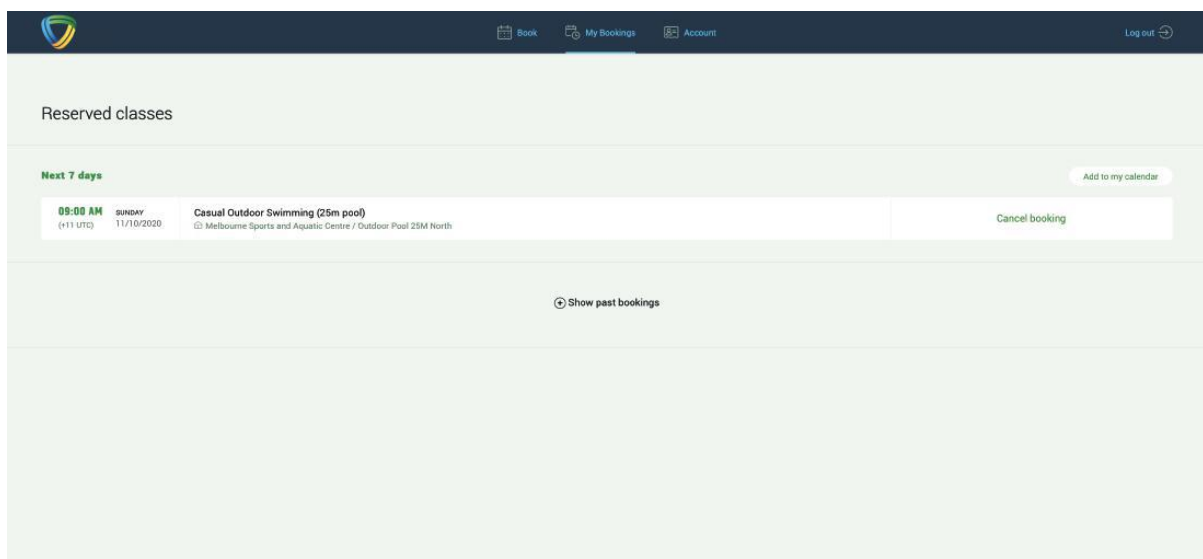 Book My Bookings Account Log out
Reserved classes
Next 7 days
Add to my calendar
09:00 AM SUNDAY Casual Outdoor Swimming (25m pool)
(+11 UTC) 11/10/2020 Melbourne Sports and Aquatic Centre / Outdoor Pool 25M North
Cancel booking
Show past bookings